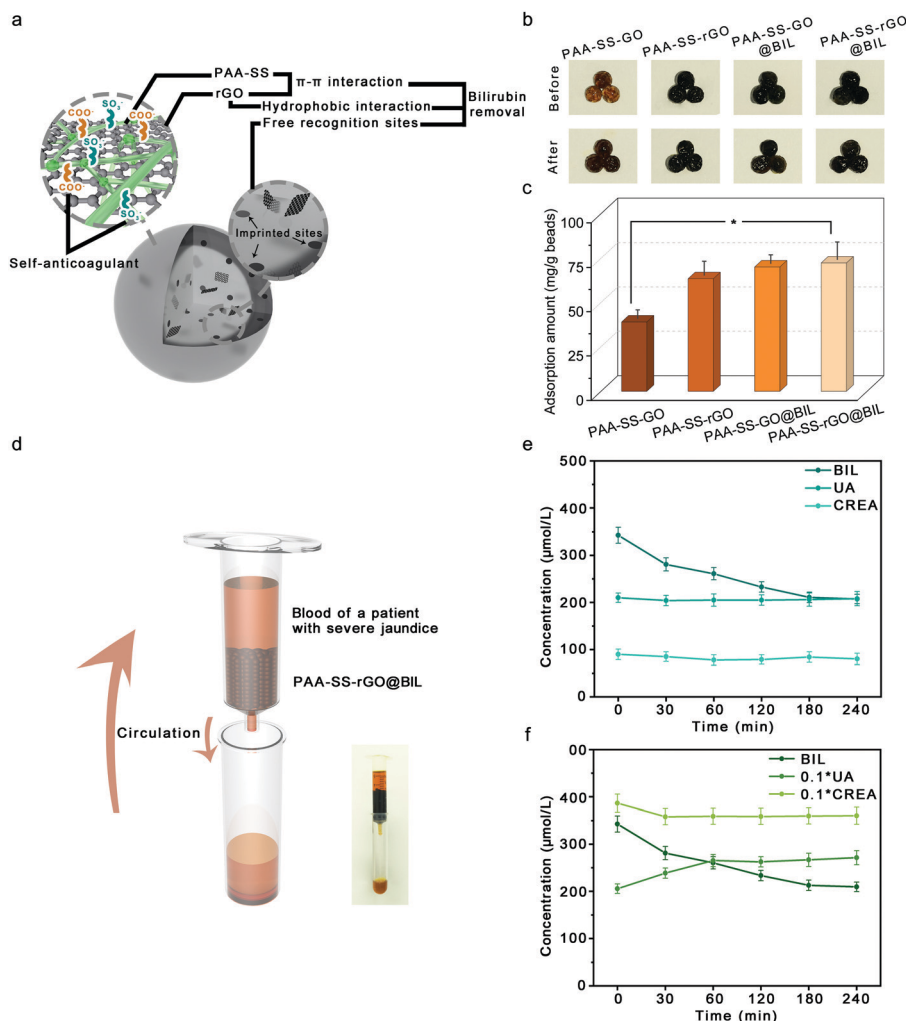 a
PAA-SS
rGO
π-π interaction
Hydrophobic interaction
Free recognition sites
Bilirubin
removal
COO⁻
SO₃⁻
COO⁻
SO₃⁻
COO⁻
SO₃⁻
Self-anticoagulant
Imprinted sites
b
PAA-SS-GO
PAA-SS-rGO
PAA-SS-GO
@BIL
PAA-SS-rGO
@BIL
Before
After
c
Adsorption amount (mg/g beads)
100
75
50
25
0
*
PAA-SS-GO
PAA-SS-rGO
PAA-SS-GO@BIL
PAA-SS-rGO@BIL
d
Blood of a patient
with severe jaundice
PAA-SS-rGO@BIL
Circulation
e
Concentration (μmol/L)
500
300
200
100
0
BIL
UA
CREA
0 30 60 120 180 240
Time (min)
f
Concentration (μmol/L)
00
400
300
200
100
BIL
0.1*UA
0.1*CREA
0 30 60 120 180 240
Time (min)